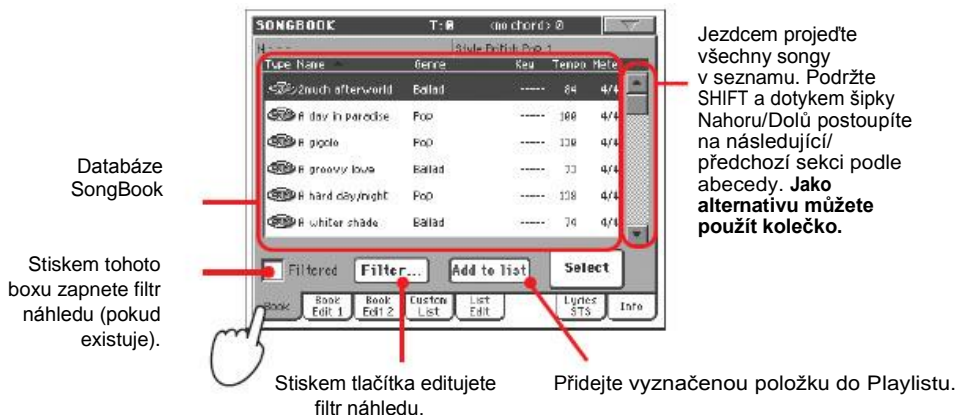 SONGBOOK T:0 (no chord) 0
Style British Pop 1
Type Name Genre Key Tempo Meter
2much afterworld Ballad ----- 84 4/4
A day in paradise Pop ----- 100 4/4
A gigolo Pop ----- 130 4/4
A groovy love Ballad ----- 73 4/4
A hard day/night Pop ----- 138 4/4
A whiter shade Ballad ----- 74 4/4
Filtered Filter... Add to list Select
Book Book Edit 1 Book Edit 2 Custom List List Edit Lyrics STS Info
Databáze
SongBook
Stiskem tohoto
boxu zapnete filtr
náhledu (pokud
existuje).
Jezdcem projeďte
všechny songy
v seznamu. Podržte
SHIFT a dotykem šipky
Nahoru/Dolů postoupíte
na následující/
předchozí sekci podle
abecedy. Jako
alternativu můžete
použít kolečko.
Stiskem tlačítka editujete
filtr náhledu.
Přidejte vyznačenou položku do Playlistu.